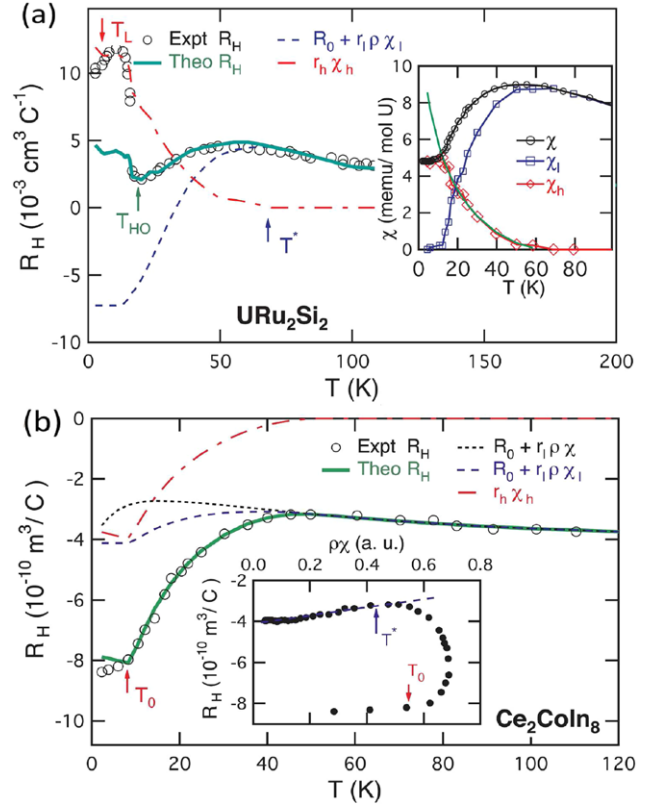 (a)
T_L
Expt R_H
R_0 + r_l ρ χ_l
Theo R_H
r_h χ_h
10
5
0
-5
-10
R_H (10^-3 cm^3 C^-1)
T_HO
T*
URu_2Si_2
0
50
100
150
200
T (K)
10
8
6
4
2
0
χ (memu/ mol U)
χ
χ_l
χ_h
20
40
60
80
T (K)
(b)
0
-2
-4
-6
-8
-10
R_H (10^-10 m^3/ C)
Expt R_H
R_0 + r_l ρ χ
Theo R_H
R_0 + r_l ρ χ_l
r_h χ_h
ρχ (a. u.)
0.0
0.2
0.4
0.6
0.8
-2
-4
-6
-8
R_H (10^-10 m^3/ C)
T*
T_0
T_0
Ce_2CoIn_8
0
20
40
60
80
100
120
T (K)